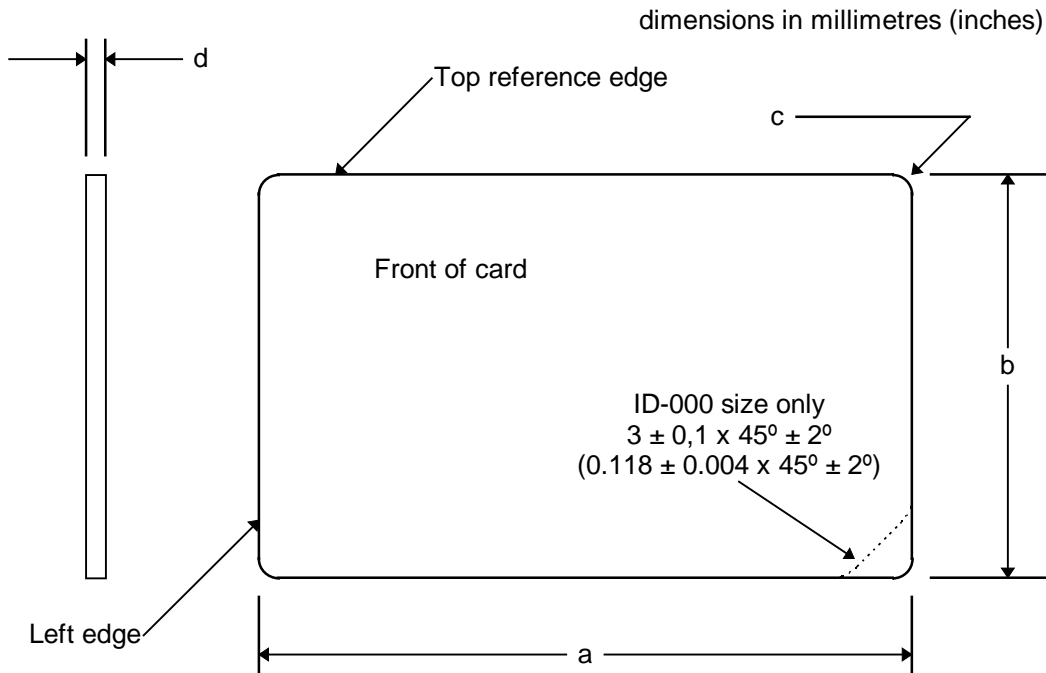 dimensions in millimetres (inches)
d
Top reference edge
c
Front of card
b
ID-000 size only
3 ± 0,1 x 45º ± 2º
(0.118 ± 0.004 x 45º ± 2º)
Left edge
a